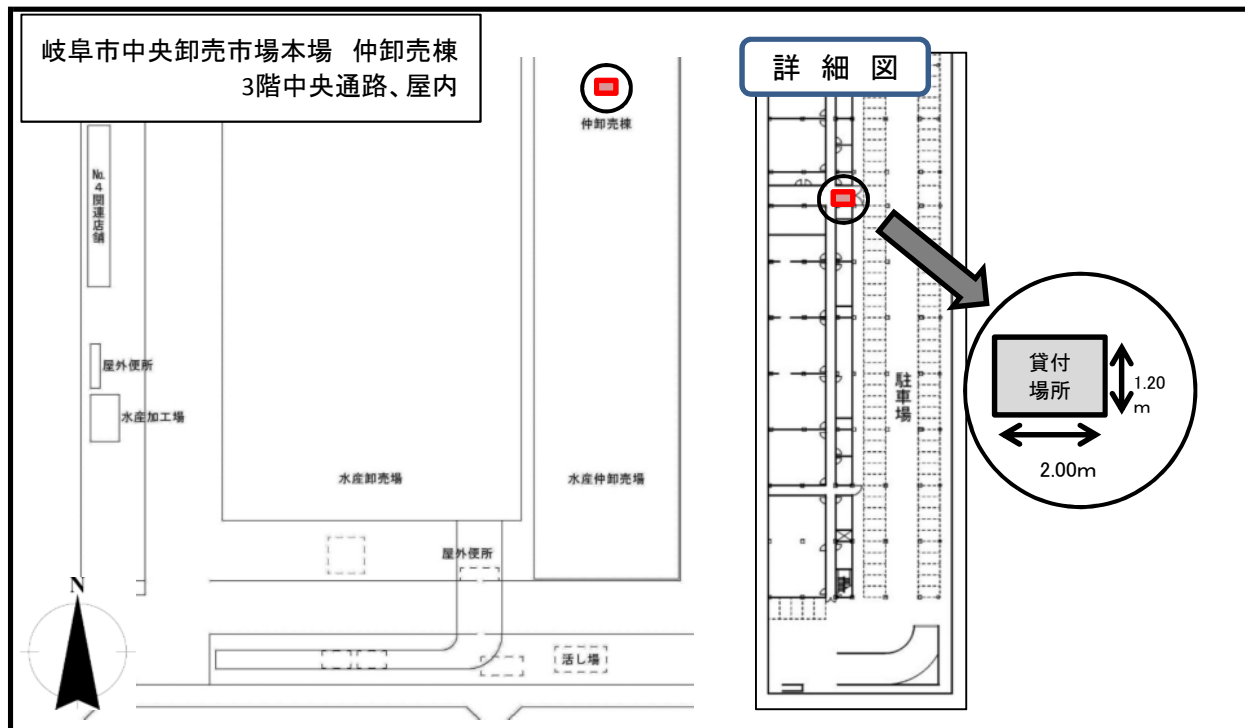 岐阜市中央卸売市場本場　仲卸売棟
3階中央通路、屋内
詳 細 図
仲卸売棟
№4関連店舗
屋外便所
水産加工場
水産卸売場
水産仲卸売場
屋外便所
活し場
N
駐車場
貸付
場所
1.20
m
2.00m